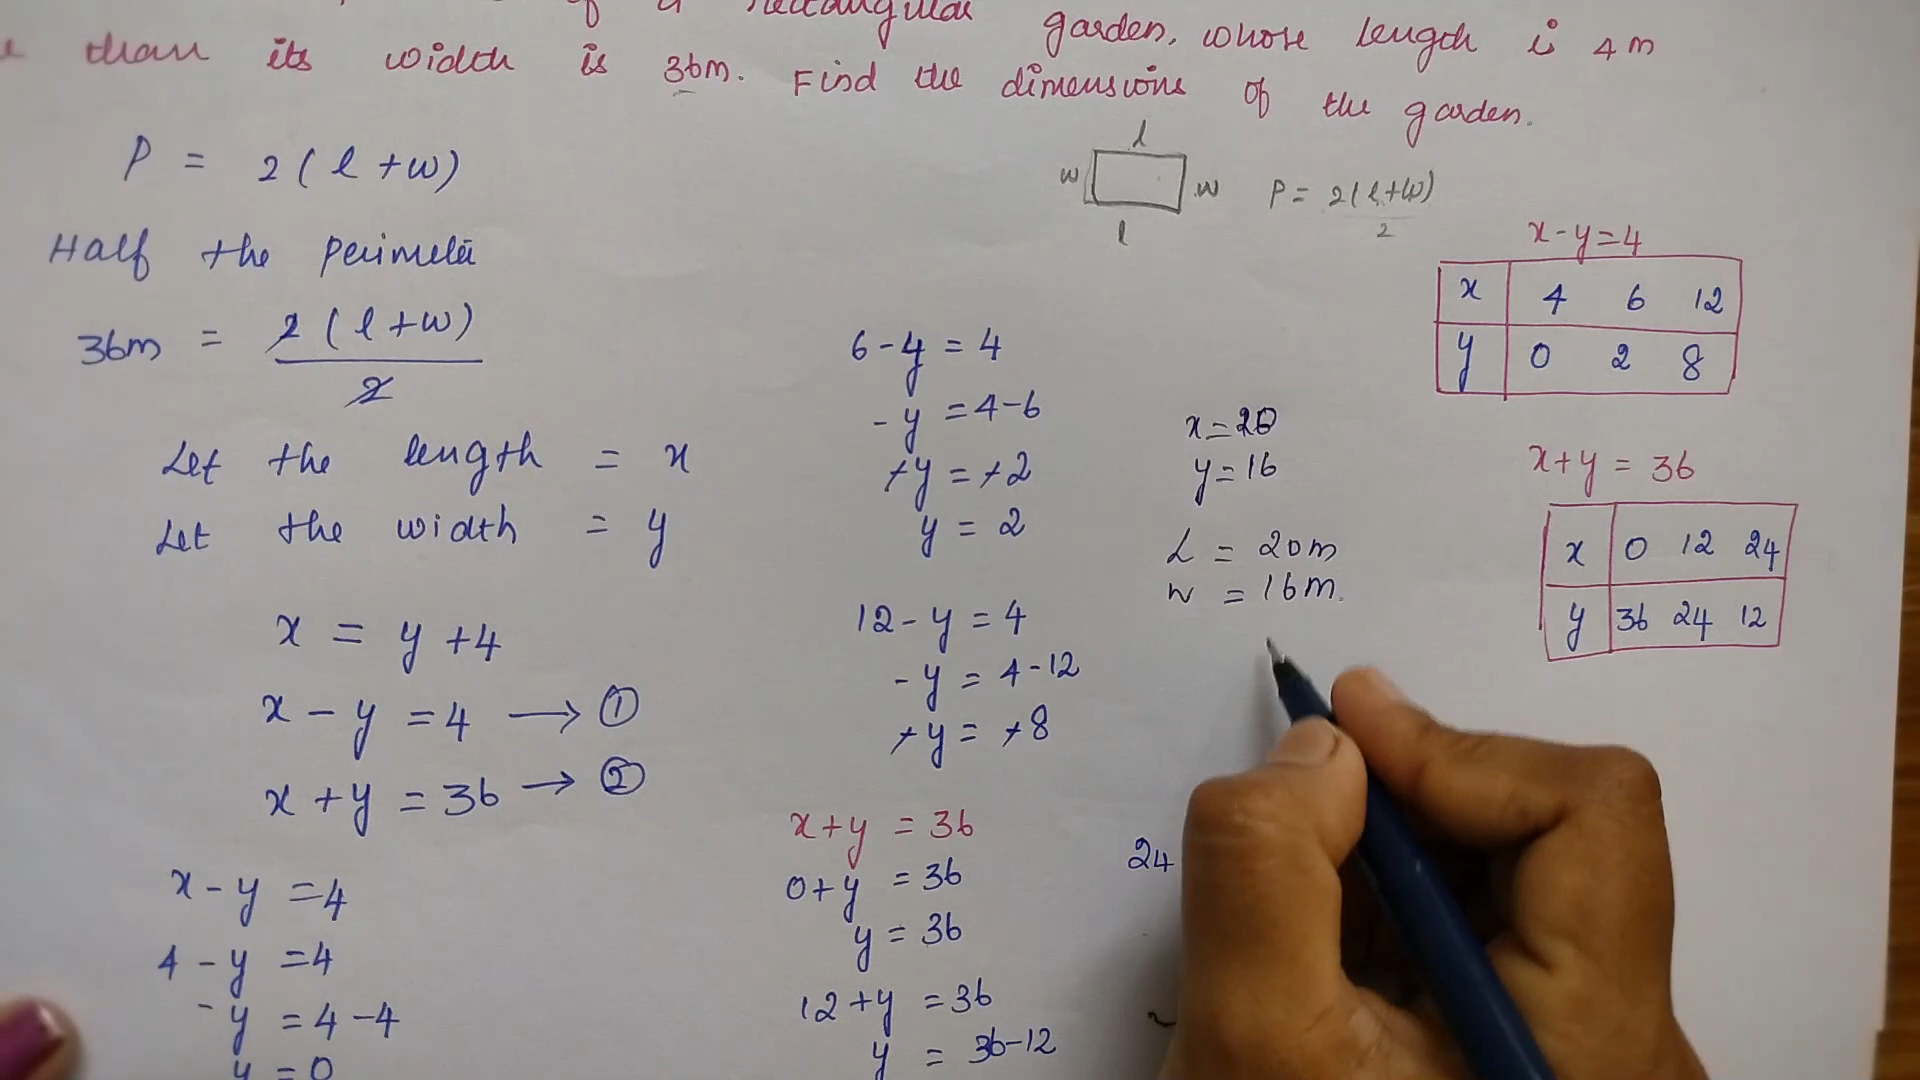 of a rectangular garden, whose length is 4m
than its width is 36m. Find the dimensions of the garden.
P = 2(l+w)
Half the perimeter
36m = 2(l+w)
2
Let the length = x
Let the width = y
x = y+4
x - y = 4 → ①
x + y = 36 → ②
x - y = 4
4 - y = 4
- y = 4 - 4
y = 0
6 - y = 4
- y = 4 - 6
+y = +2
y = 2
12 - y = 4
- y = 4 - 12
+y = +8
x+y = 36
0+y = 36
y = 36
12 + y = 36
y = 36-12
l
w w
l
P = 2(l+w)
2
x = 20
y = 16
L = 20m
w = 16m.
24
x-y=4
x 4 6 12
y 0 2 8
x+y = 36
x 0 12 24
y 36 24 12